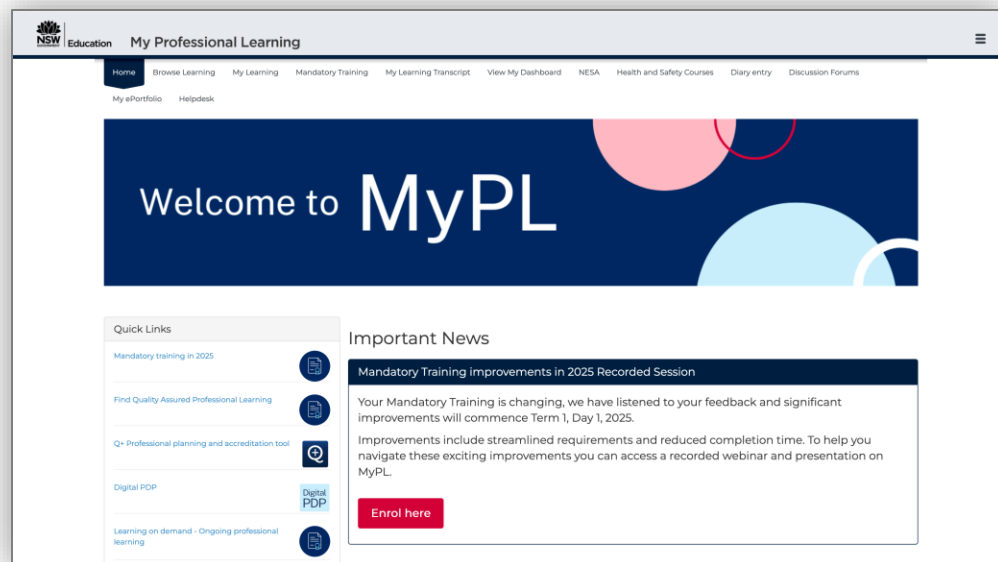 NSW
GOVERNMENT
Education
My Professional Learning
Home
Browse Learning
My Learning
Mandatory Training
My Learning Transcript
View My Dashboard
NESA
Health and Safety Courses
Diary entry
Discussion Forums
My ePortfolio
Helpdesk
Welcome to MyPL
Quick Links
Mandatory training in 2025
Find Quality Assured Professional Learning
Q+ Professional planning and accreditation tool
Q+
Digital PDP
Digital
PDP
Learning on demand - Ongoing professional
learning
Important News
Mandatory Training improvements in 2025 Recorded Session
Your Mandatory Training is changing, we have listened to your feedback and significant
improvements will commence Term 1, Day 1, 2025.
Improvements include streamlined requirements and reduced completion time. To help you
navigate these exciting improvements you can access a recorded webinar and presentation on
MyPL.
Enrol here